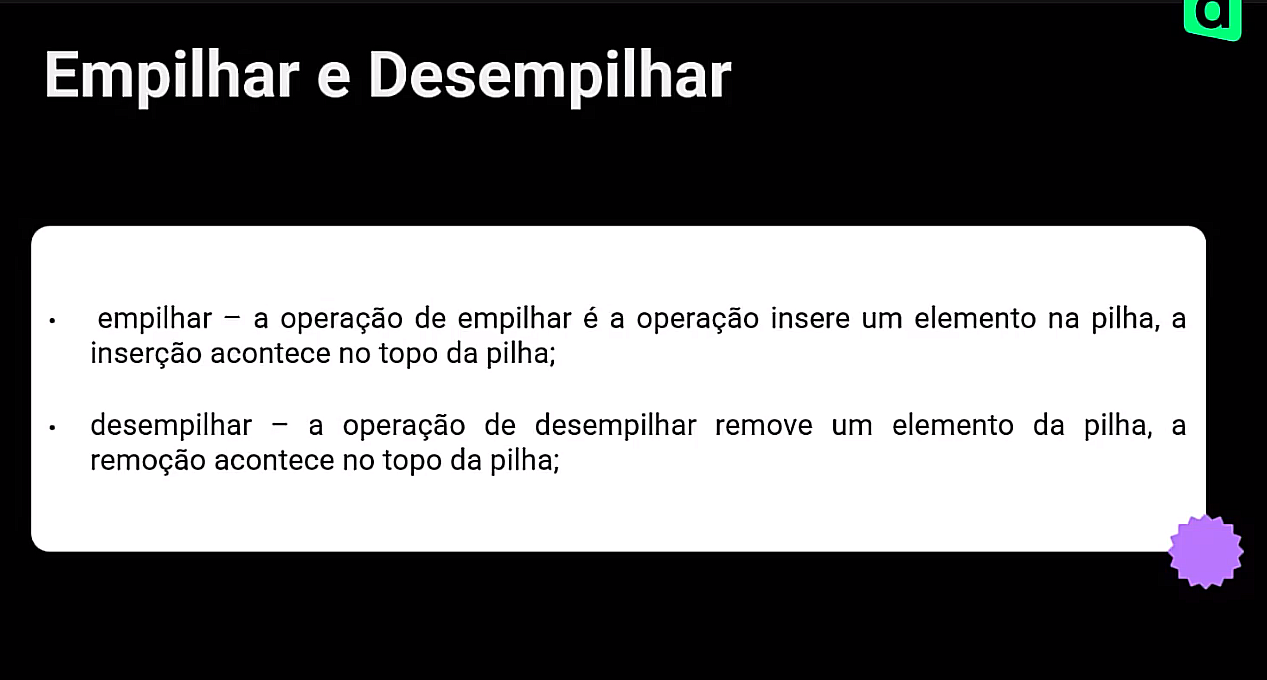 Empilhar e Desempilhar
• empilhar – a operação de empilhar é a operação insere um elemento na pilha, a
inserção acontece no topo da pilha;
• desempilhar – a operação de desempilhar remove um elemento da pilha, a
remoção acontece no topo da pilha;